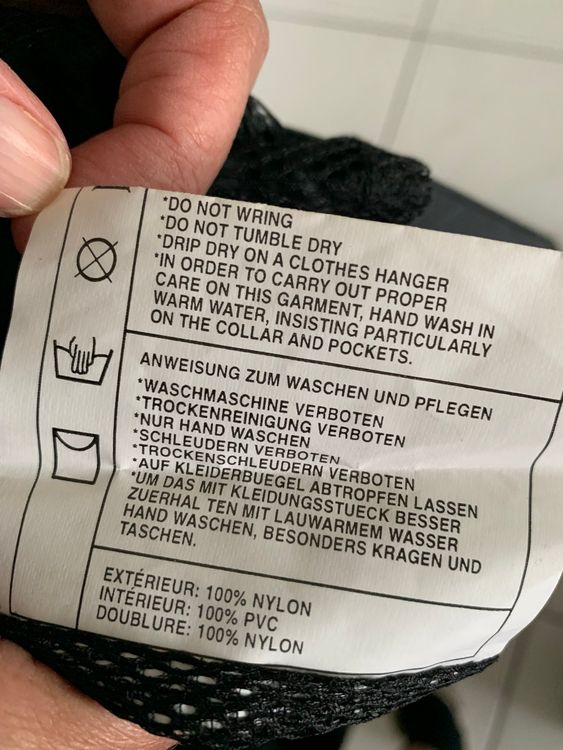 *DO NOT WRING
*DO NOT TUMBLE DRY
*DRIP DRY ON A CLOTHES HANGER
*IN ORDER TO CARRY OUT PROPER
CARE ON THIS GARMENT, HAND WASH IN
WARM WATER, INSISTING PARTICULARLY
ON THE COLLAR AND POCKETS.
ANWEISUNG ZUM WASCHEN UND PFLEGEN
*WASCHMASCHINE VERBOTEN
*TROCKENREINIGUNG VERBOTEN
*NUR HAND WASCHEN
*SCHLEUDERN VERBOTEN
*TROCKENSCHLEUDERN VERBOTEN
*AUF KLEIDERBUEGEL ABTROPFEN LASSEN
*UM DAS MIT KLEIDUNGSSTUECK BESSER
ZUERHAL TEN MIT LAUWARMEM WASSER
HAND WASCHEN, BESONDERS KRAGEN UND
TASCHEN.
EXTÉRIEUR: 100% NYLON
INTÉRIEUR: 100% PVC
DOUBLURE: 100% NYLON